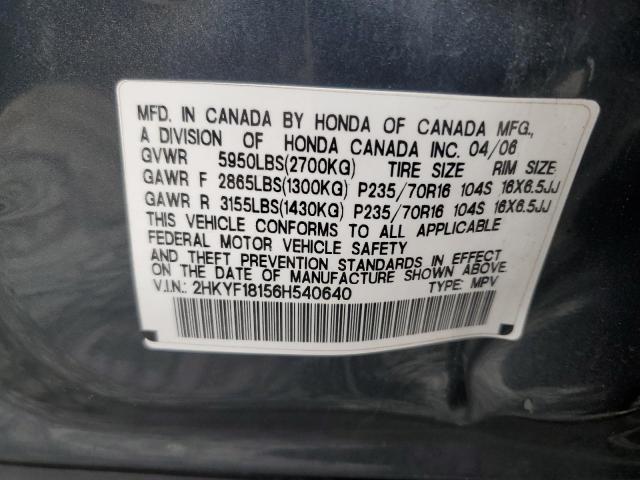 MFD. IN CANADA BY HONDA OF CANADA MFG.,
A DIVISION OF HONDA CANADA INC. 04/06
GVWR 5950LBS(2700KG) TIRE SIZE RIM SIZE
GAWR F 2865LBS(1300KG) P235/70R16 104S 16X6.5JJ
GAWR R 3155LBS(1430KG) P235/70R16 104S 16X6.5JJ
THIS VEHICLE CONFORMS TO ALL APPLICABLE
FEDERAL MOTOR VEHICLE SAFETY
AND THEFT PREVENTION STANDARDS IN EFFECT
ON THE DATE OF MANUFACTURE SHOWN ABOVE.
V.I.N.: 2HKYF18156H540640 TYPE: MPV